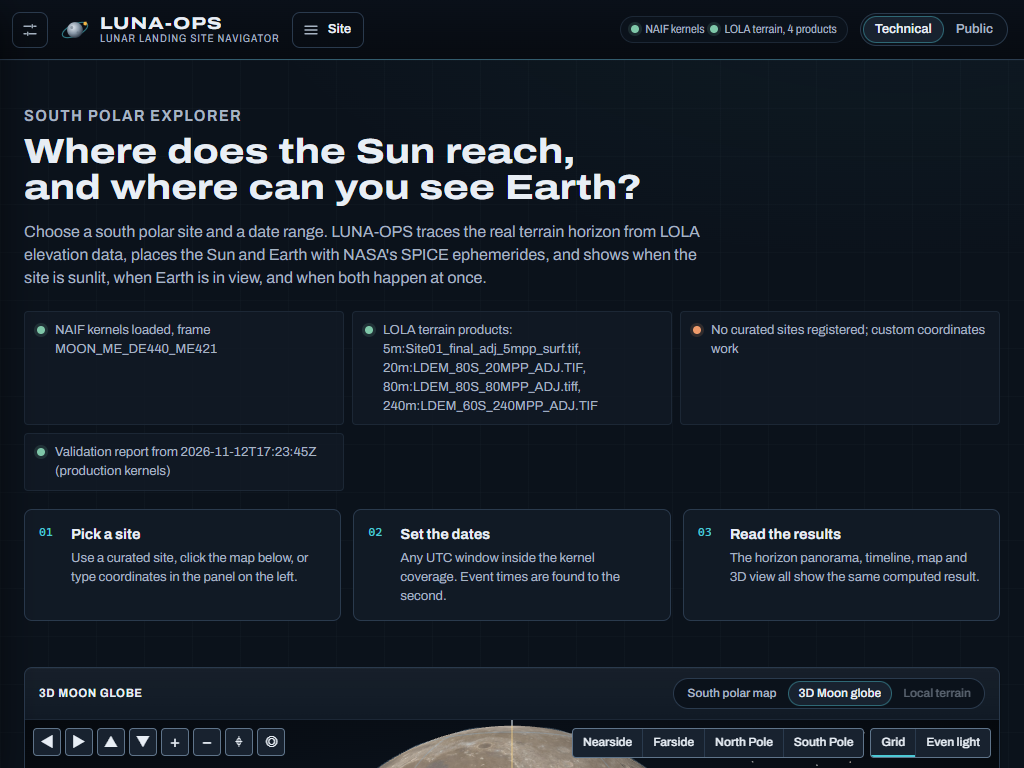 LUNA-OPS
LUNAR LANDING SITE NAVIGATOR
Site
NAIF kernels
LOLA terrain, 4 products
Technical
Public
SOUTH POLAR EXPLORER
Where does the Sun reach,
and where can you see Earth?
Choose a south polar site and a date range. LUNA-OPS traces the real terrain horizon from LOLA
elevation data, places the Sun and Earth with NASA's SPICE ephemerides, and shows when the
site is sunlit, when Earth is in view, and when both happen at once.
NAIF kernels loaded, frame
MOON_ME_DE440_ME421
LOLA terrain products:
5m:Site01_final_adj_5mpp_surf.tif,
20m:LDEM_80S_20MPP_ADJ.TIF,
80m:LDEM_80S_80MPP_ADJ.tiff,
240m:LDEM_60S_240MPP_ADJ.TIF
No curated sites registered; custom coordinates
work
Validation report from 2026-11-12T17:23:45Z
(production kernels)
01
Pick a site
Use a curated site, click the map below, or
type coordinates in the panel on the left.
02
Set the dates
Any UTC window inside the kernel
coverage. Event times are found to the
second.
03
Read the results
The horizon panorama, timeline, map and
3D view all show the same computed result.
3D MOON GLOBE
South polar map
3D Moon globe
Local terrain
Nearside
Farside
North Pole
South Pole
Grid
Even light